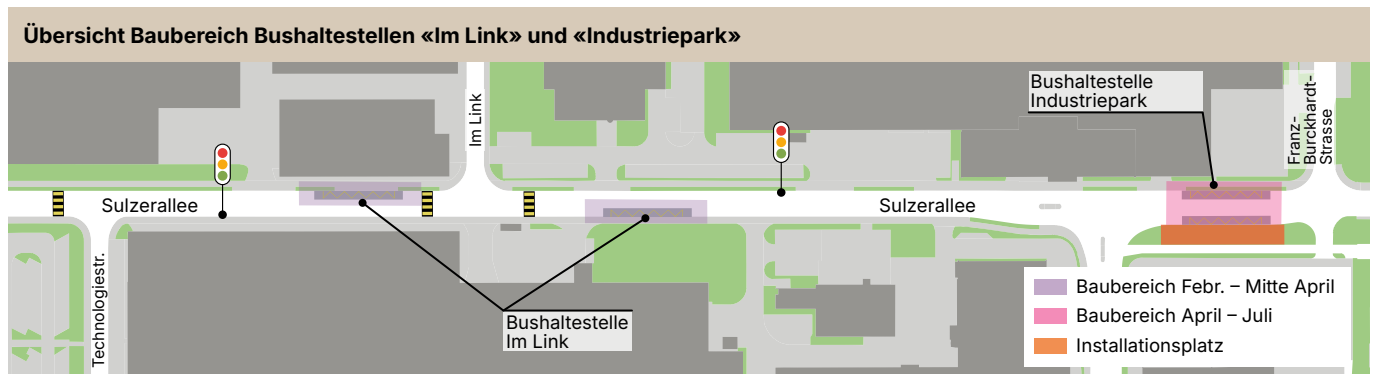 Übersicht Baubereich Bushaltestellen «Im Link» und «Industriepark»
Im Link
Bushaltestelle
Industriepark
Franz-
Burckhardt-
Strasse
Sulzerallee
Sulzerallee
Technologiestr.
Bushaltestelle
Im Link
Baubereich Febr. – Mitte April
Baubereich April – Juli
Installationsplatz